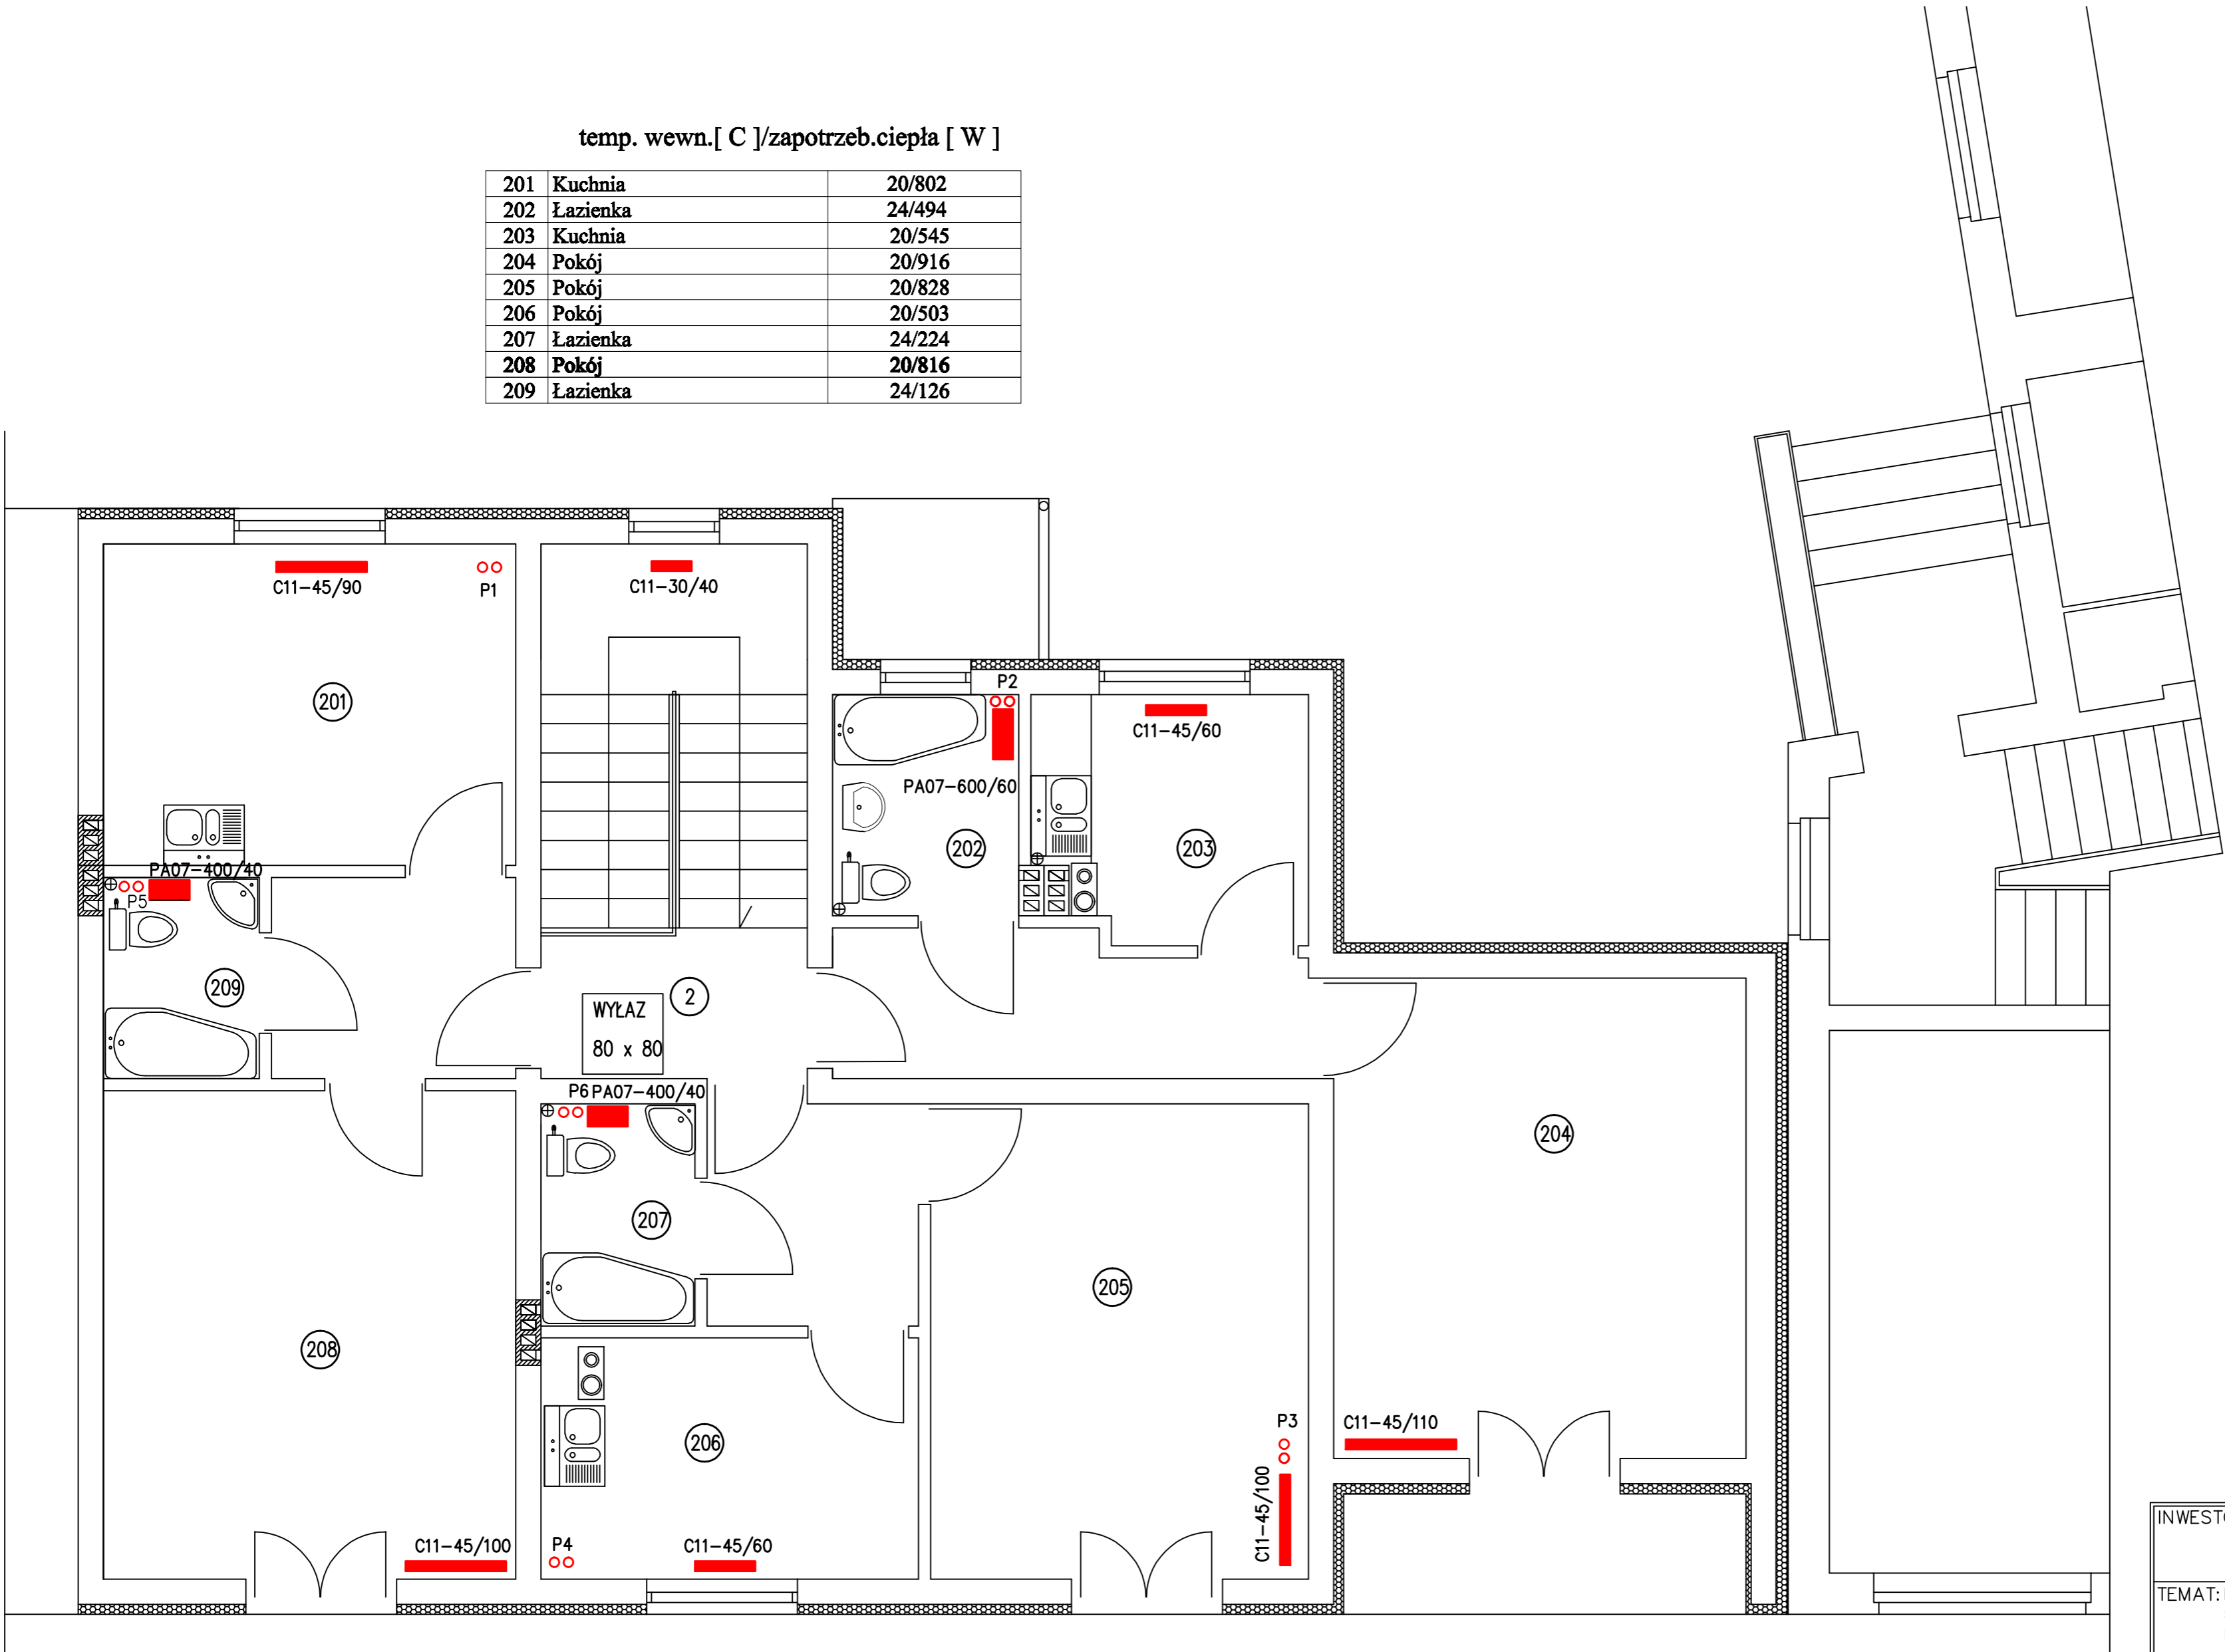 temp. wewn.[ C ]/zapotrzeb.ciepła [ W ]
201 Kuchnia 20/802
202 Łazienka 24/494
203 Kuchnia 20/545
204 Pokój 20/916
205 Pokój 20/828
206 Pokój 20/503
207 Łazienka 24/224
208 Pokój 20/816
209 Łazienka 24/126
C11-45/90
P1
C11-30/40
201
P2
C11-45/60
PA07-600/60
202
203
PA07-400/40
P5
209
2
WYŁAZ
80 x 80
P6 PA07-400/40
204
207
205
208
206
P3
C11-45/110
C11-45/100
C11-45/100
P4
C11-45/60
INWEST
TEMAT: